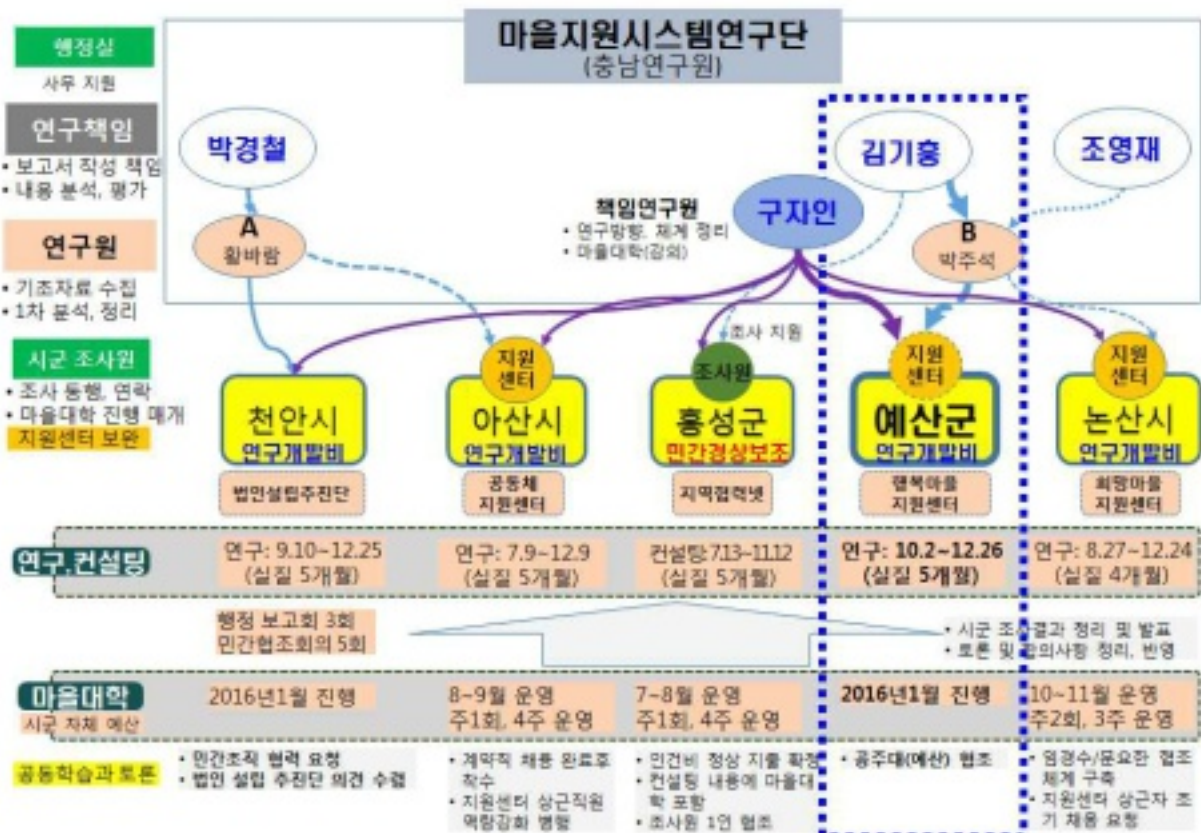 마을지원시스템연구단
(충남연구원)
행정실
사무 지원
연구책임
• 보고서 작성 책임
• 내용 분석, 평가
연구원
• 기초자료 수집
• 1차 분석, 정리
시군 조사원
• 조사 동행, 연락
• 마을대학 진행 매개
지원센터 보완
박경철
김기흥
조영재
A
황바람
책임연구원
• 연구방향, 체계 정리
• 마을대학(강의)
구자인
B
박주석
조사 지원
지원
센터
조사원
지원
센터
지원
센터
천안시
연구개발비
아산시
연구개발비
홍성군
민간경상보조
예산군
연구개발비
논산시
연구개발비
법인설립추진단
공동체
지원센터
지역협력넷
행복마을
지원센터
희망마을
지원센터
연구.컨설팅
연구: 9.10~12.25
(실질 5개월)
연구: 7.9~12.9
(실질 5개월)
컨설팅:7.13~11.12
(실질 5개월)
연구: 10.2~12.26
(실질 5개월)
연구: 8.27~12.24
(실질 4개월)
행정 보고회 3회
민간협조회의 5회
• 시군 조사결과 정리 및 발표
• 토론 및 합의사항 정리, 반영
마을대학
시군 자체 예산
2016년1월 진행
8~9월 운영
주1회, 4주 운영
7~8월 운영
주1회, 4주 운영
2016년1월 진행
10~11월 운영
주2회, 3주 운영
공동학습과 토론
• 민간조직 협력 요청
• 법인 설립 추진단 의견 수렴
• 계약직 채용 완료후 착수
• 지원센터 상근직원 역량강화 병행
• 인건비 정상 지출 확정
• 컨설팅 내용에 마을대학 포함
• 조사원 1인 협조
• 공주대(예산) 협조
• 염경수/문요한 협조 체계 구축
• 지원센터 상근자 조기 채용 요청